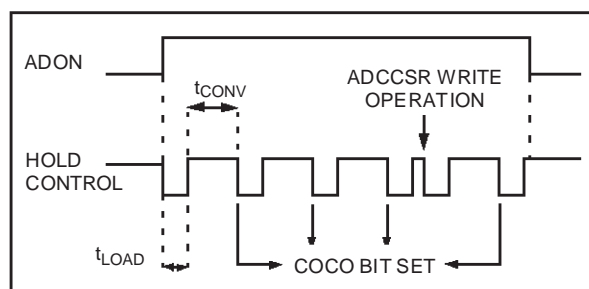 ADON
tCONV
ADCCSR WRITE
OPERATION
HOLD
CONTROL
tLOAD
COCO BIT SET